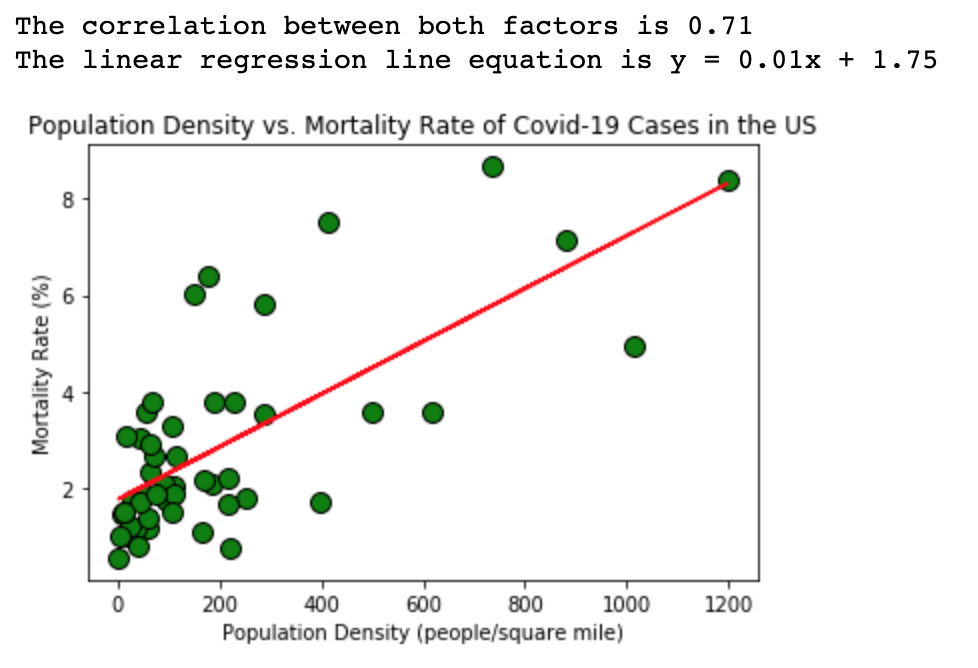 The correlation between both factors is 0.71
The linear regression line equation is y = 0.01x + 1.75
Population Density vs. Mortality Rate of Covid-19 Cases in the US
8
6
4
2
Mortality Rate (%)
0 200 400 600 800 1000 1200
Population Density (people/square mile)